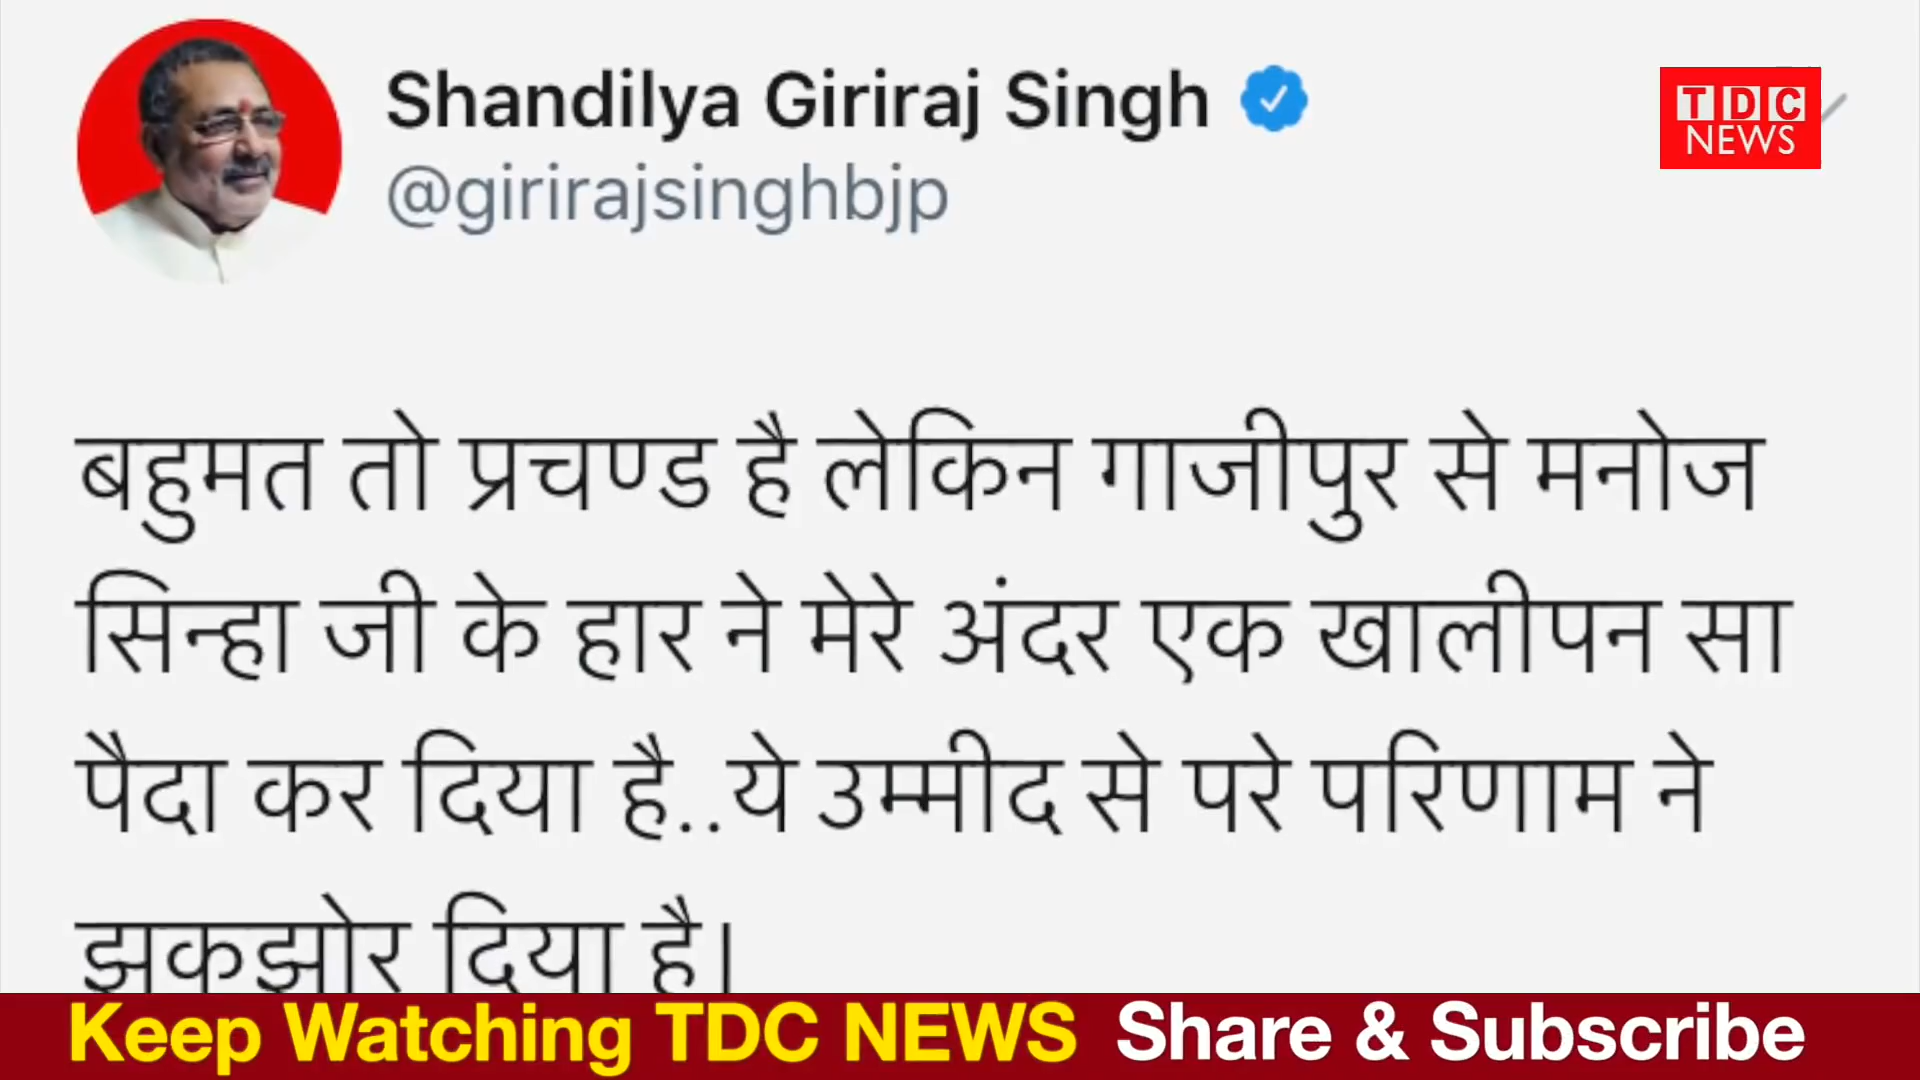 Shandilya Giriraj Singh
@girirajsinghbjp
TDC
NEWS
बहुमत तो प्रचण्ड है लेकिन गाजीपुर से मनोज
सिन्हा जी के हार ने मेरे अंदर एक खालीपन सा
पैदा कर दिया है..ये उम्मीद से परे परिणाम ने
झकझोर दिया है।
Keep Watching TDC NEWS Share & Subscribe